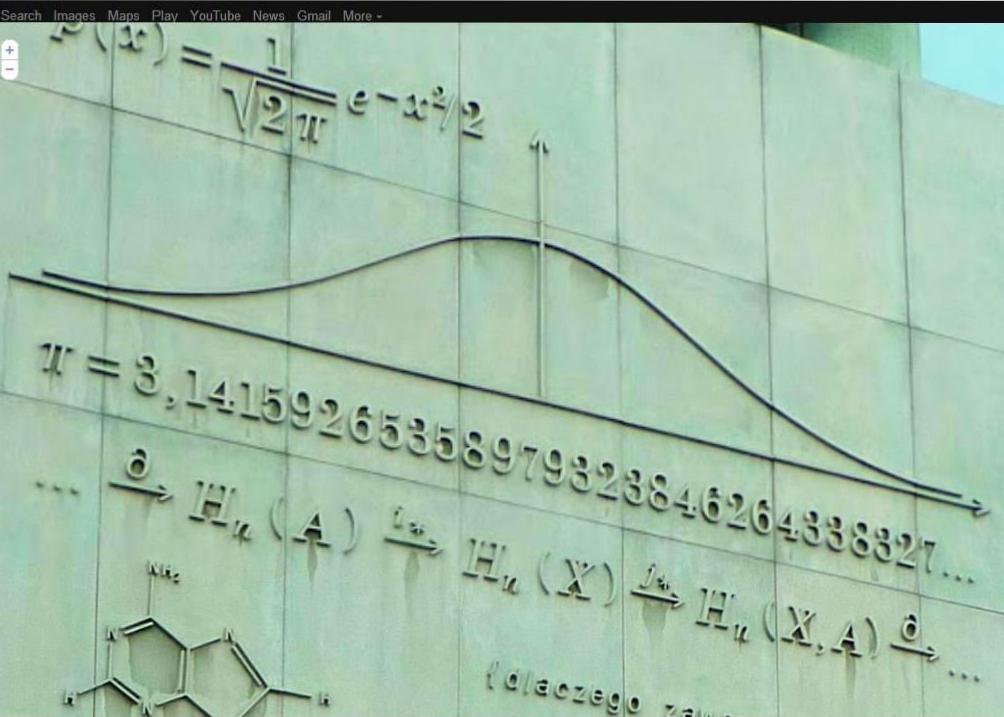 Search Images Maps Play YouTube News Gmail More
+
−
p(x) = 1/√2π e−x²/2
π = 3,14159265358979323846264338327...
... ∂→ Hn(A) i*→ Hn(X) j*→ Hn(X,A) ∂→ ...
NH₂
N N
H N H
(dlaczego